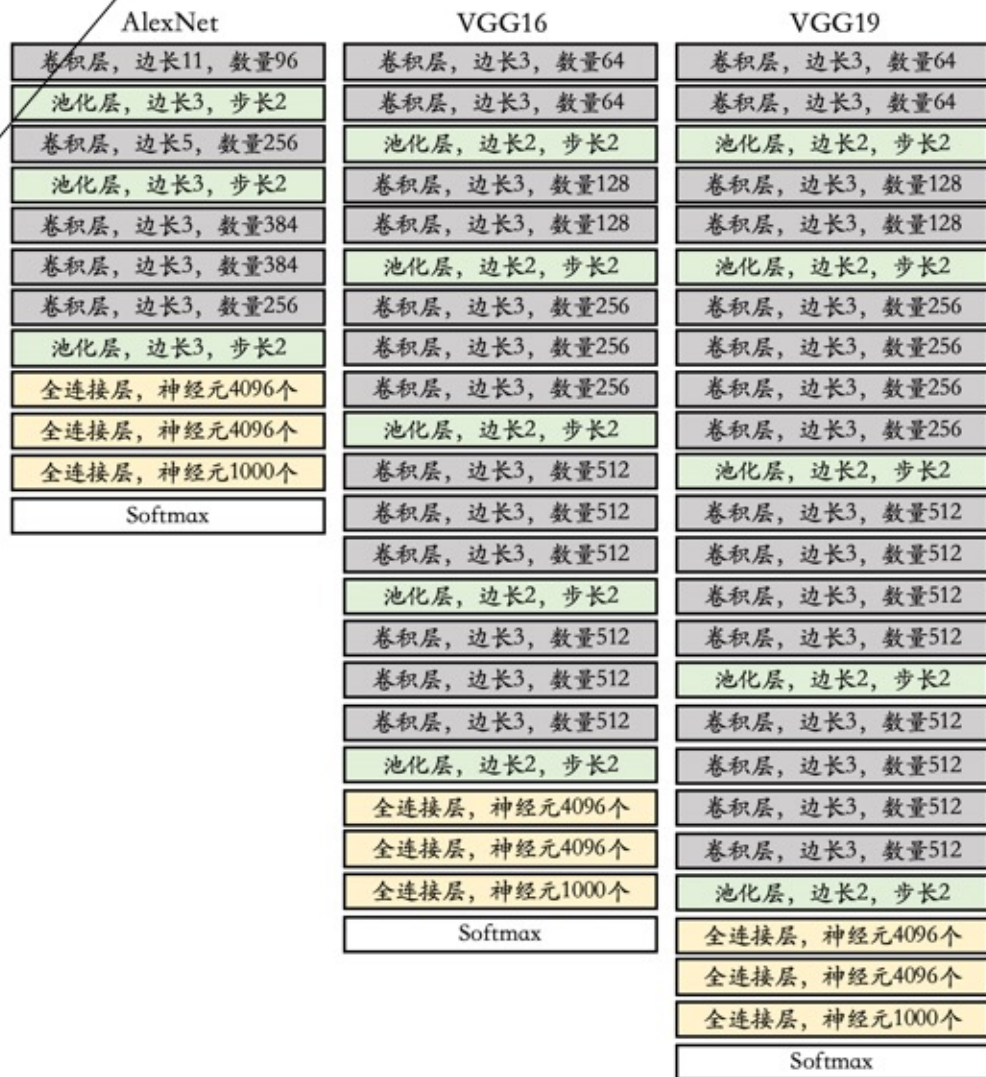 AlexNet
卷积层，边长11，数量96
池化层，边长3，步长2
卷积层，边长5，数量256
池化层，边长3，步长2
卷积层，边长3，数量384
卷积层，边长3，数量384
卷积层，边长3，数量256
池化层，边长3，步长2
全连接层，神经元4096个
全连接层，神经元4096个
全连接层，神经元1000个
Softmax
VGG16
卷积层，边长3，数量64
卷积层，边长3，数量64
池化层，边长2，步长2
卷积层，边长3，数量128
卷积层，边长3，数量128
池化层，边长2，步长2
卷积层，边长3，数量256
卷积层，边长3，数量256
卷积层，边长3，数量256
池化层，边长2，步长2
卷积层，边长3，数量512
卷积层，边长3，数量512
卷积层，边长3，数量512
池化层，边长2，步长2
卷积层，边长3，数量512
卷积层，边长3，数量512
卷积层，边长3，数量512
池化层，边长2，步长2
全连接层，神经元4096个
全连接层，神经元4096个
全连接层，神经元1000个
Softmax
VGG19
卷积层，边长3，数量64
卷积层，边长3，数量64
池化层，边长2，步长2
卷积层，边长3，数量128
卷积层，边长3，数量128
池化层，边长2，步长2
卷积层，边长3，数量256
卷积层，边长3，数量256
卷积层，边长3，数量256
卷积层，边长3，数量256
池化层，边长2，步长2
卷积层，边长3，数量512
卷积层，边长3，数量512
卷积层，边长3，数量512
卷积层，边长3，数量512
池化层，边长2，步长2
卷积层，边长3，数量512
卷积层，边长3，数量512
卷积层，边长3，数量512
卷积层，边长3，数量512
池化层，边长2，步长2
全连接层，神经元4096个
全连接层，神经元4096个
全连接层，神经元1000个
Softmax